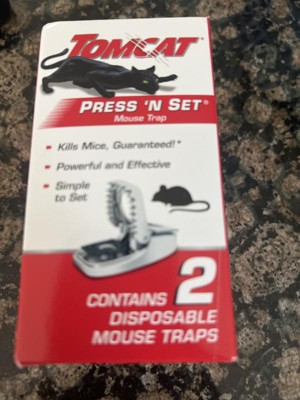 TOMCAT
PRESS 'N SET®
Mouse Trap
Kills Mice, Guaranteed!*
Powerful and Effective
Simple
to Set
CONTAINS 2
DISPOSABLE
MOUSE TRAPS